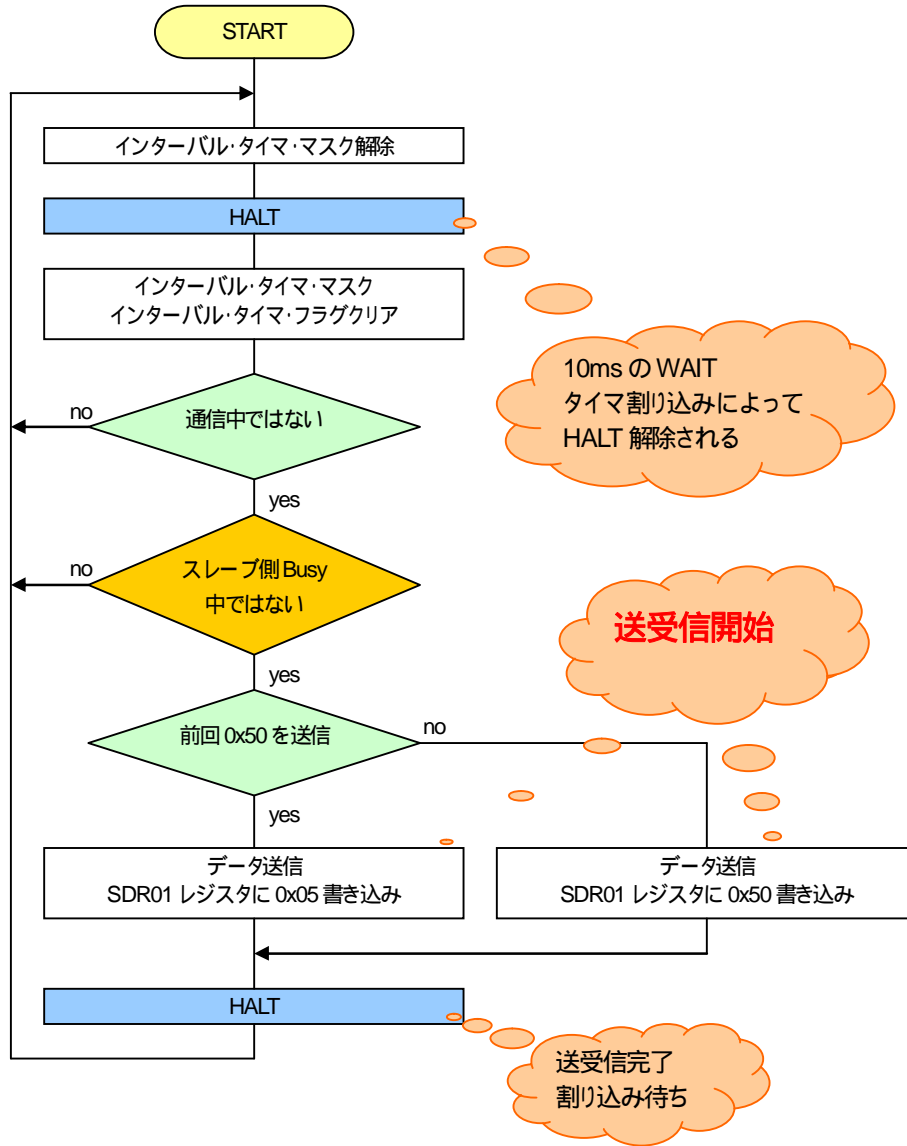 START
インターバル・タイマ・マスク解除
HALT
インターバル・タイマ・マスク
インターバル・タイマ・フラグクリア
10ms の WAIT
タイマ割り込みによって
HALT 解除される
no
通信中ではない
yes
no
スレーブ側 Busy
中ではない
送受信開始
yes
前回 0x50 を送信
no
yes
データ送信
SDR01 レジスタに 0x05 書き込み
データ送信
SDR01 レジスタに 0x50 書き込み
HALT
送受信完了
割り込み待ち